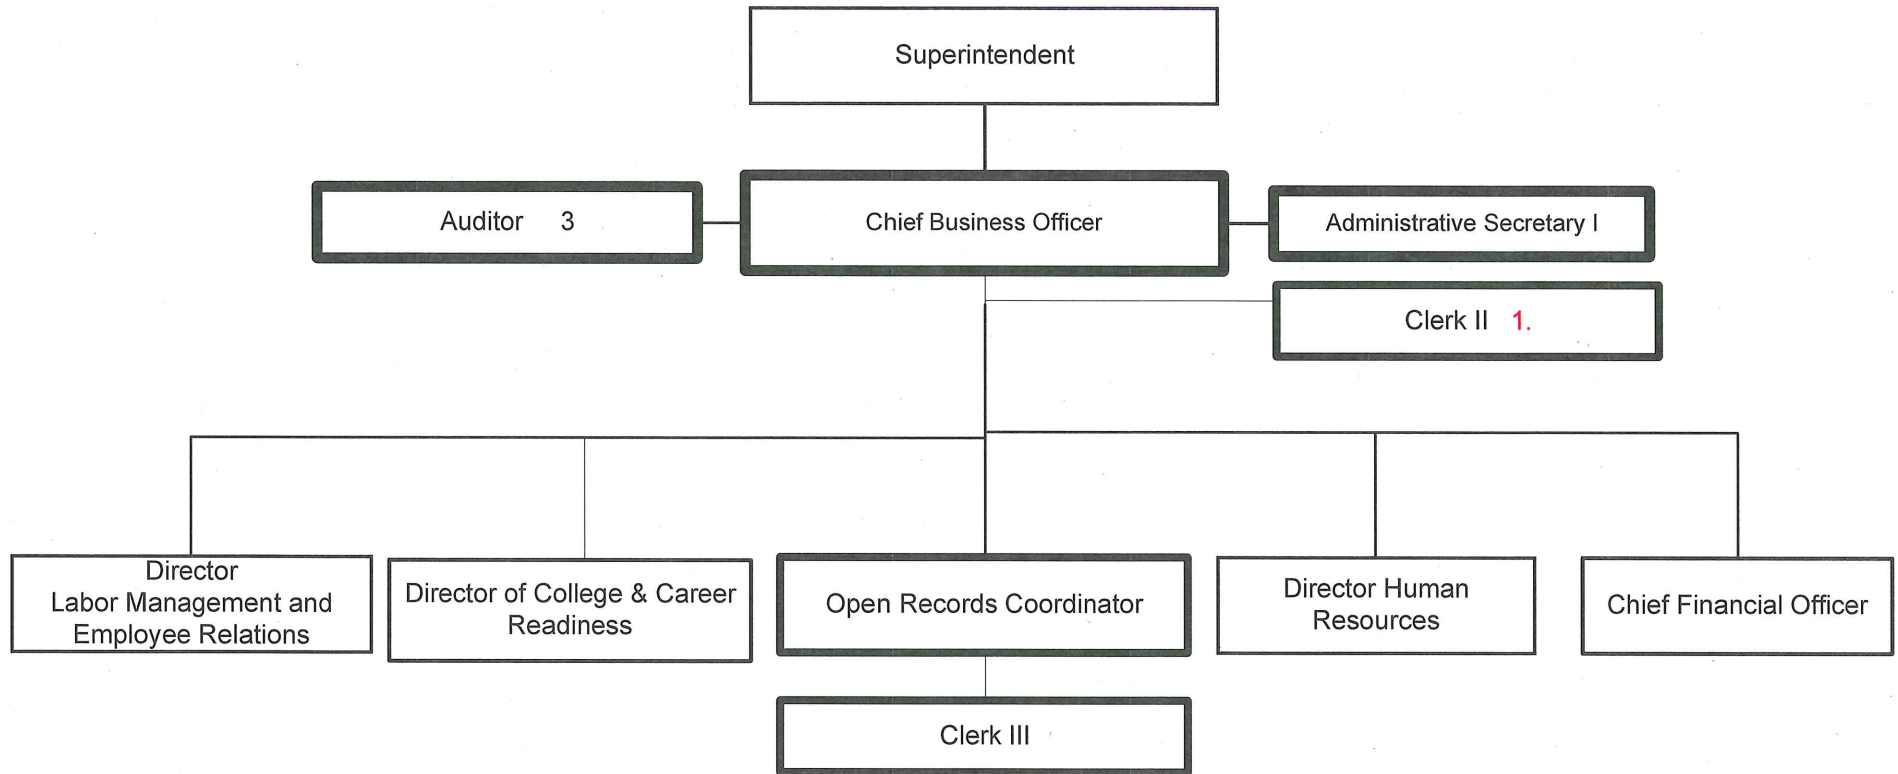 Superintendent
Auditor 3
Chief Business Officer
Administrative Secretary I
Clerk II 1.
Director
Labor Management and
Employee Relations
Director of College & Career
Readiness
Open Records Coordinator
Director Human
Resources
Chief Financial Officer
Clerk III